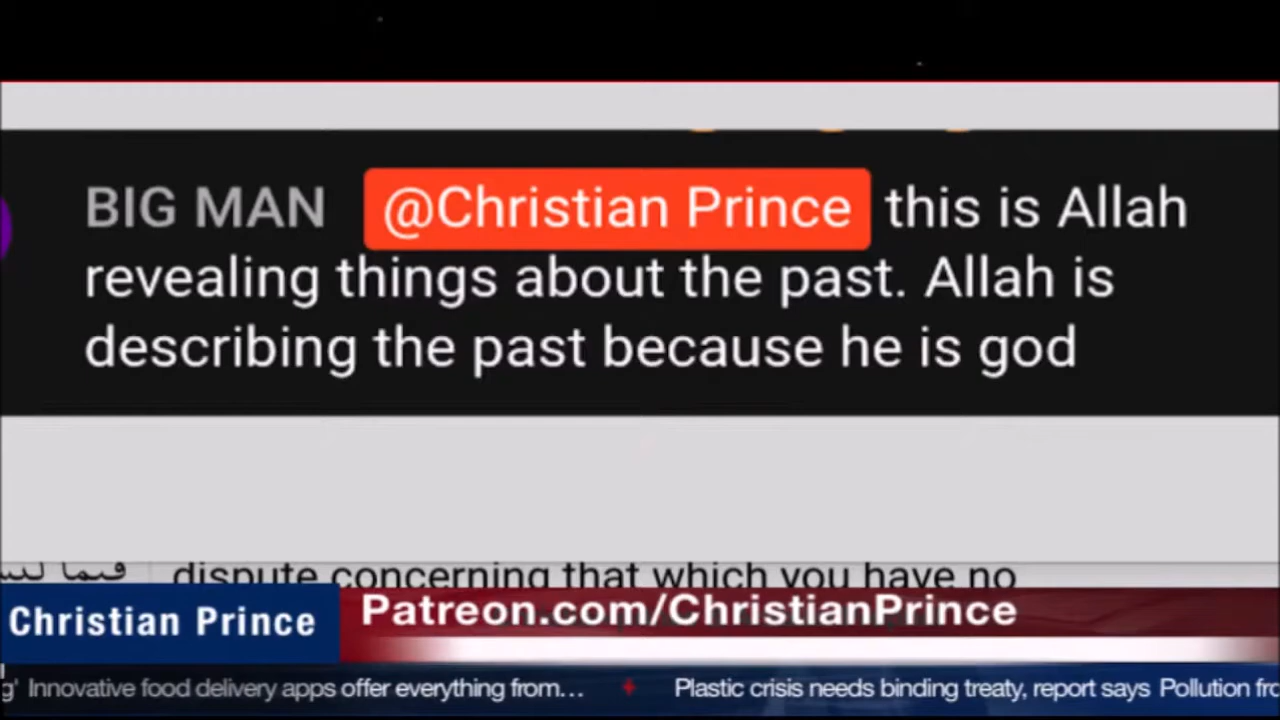 BIG MAN @Christian Prince this is Allah
revealing things about the past. Allah is
describing the past because he is god
dispute concerning that which you have no
Christian Prince
Patreon.com/ChristianPrince
Innovative food delivery apps offer everything from… Plastic crisis needs binding treaty, report says Pollution